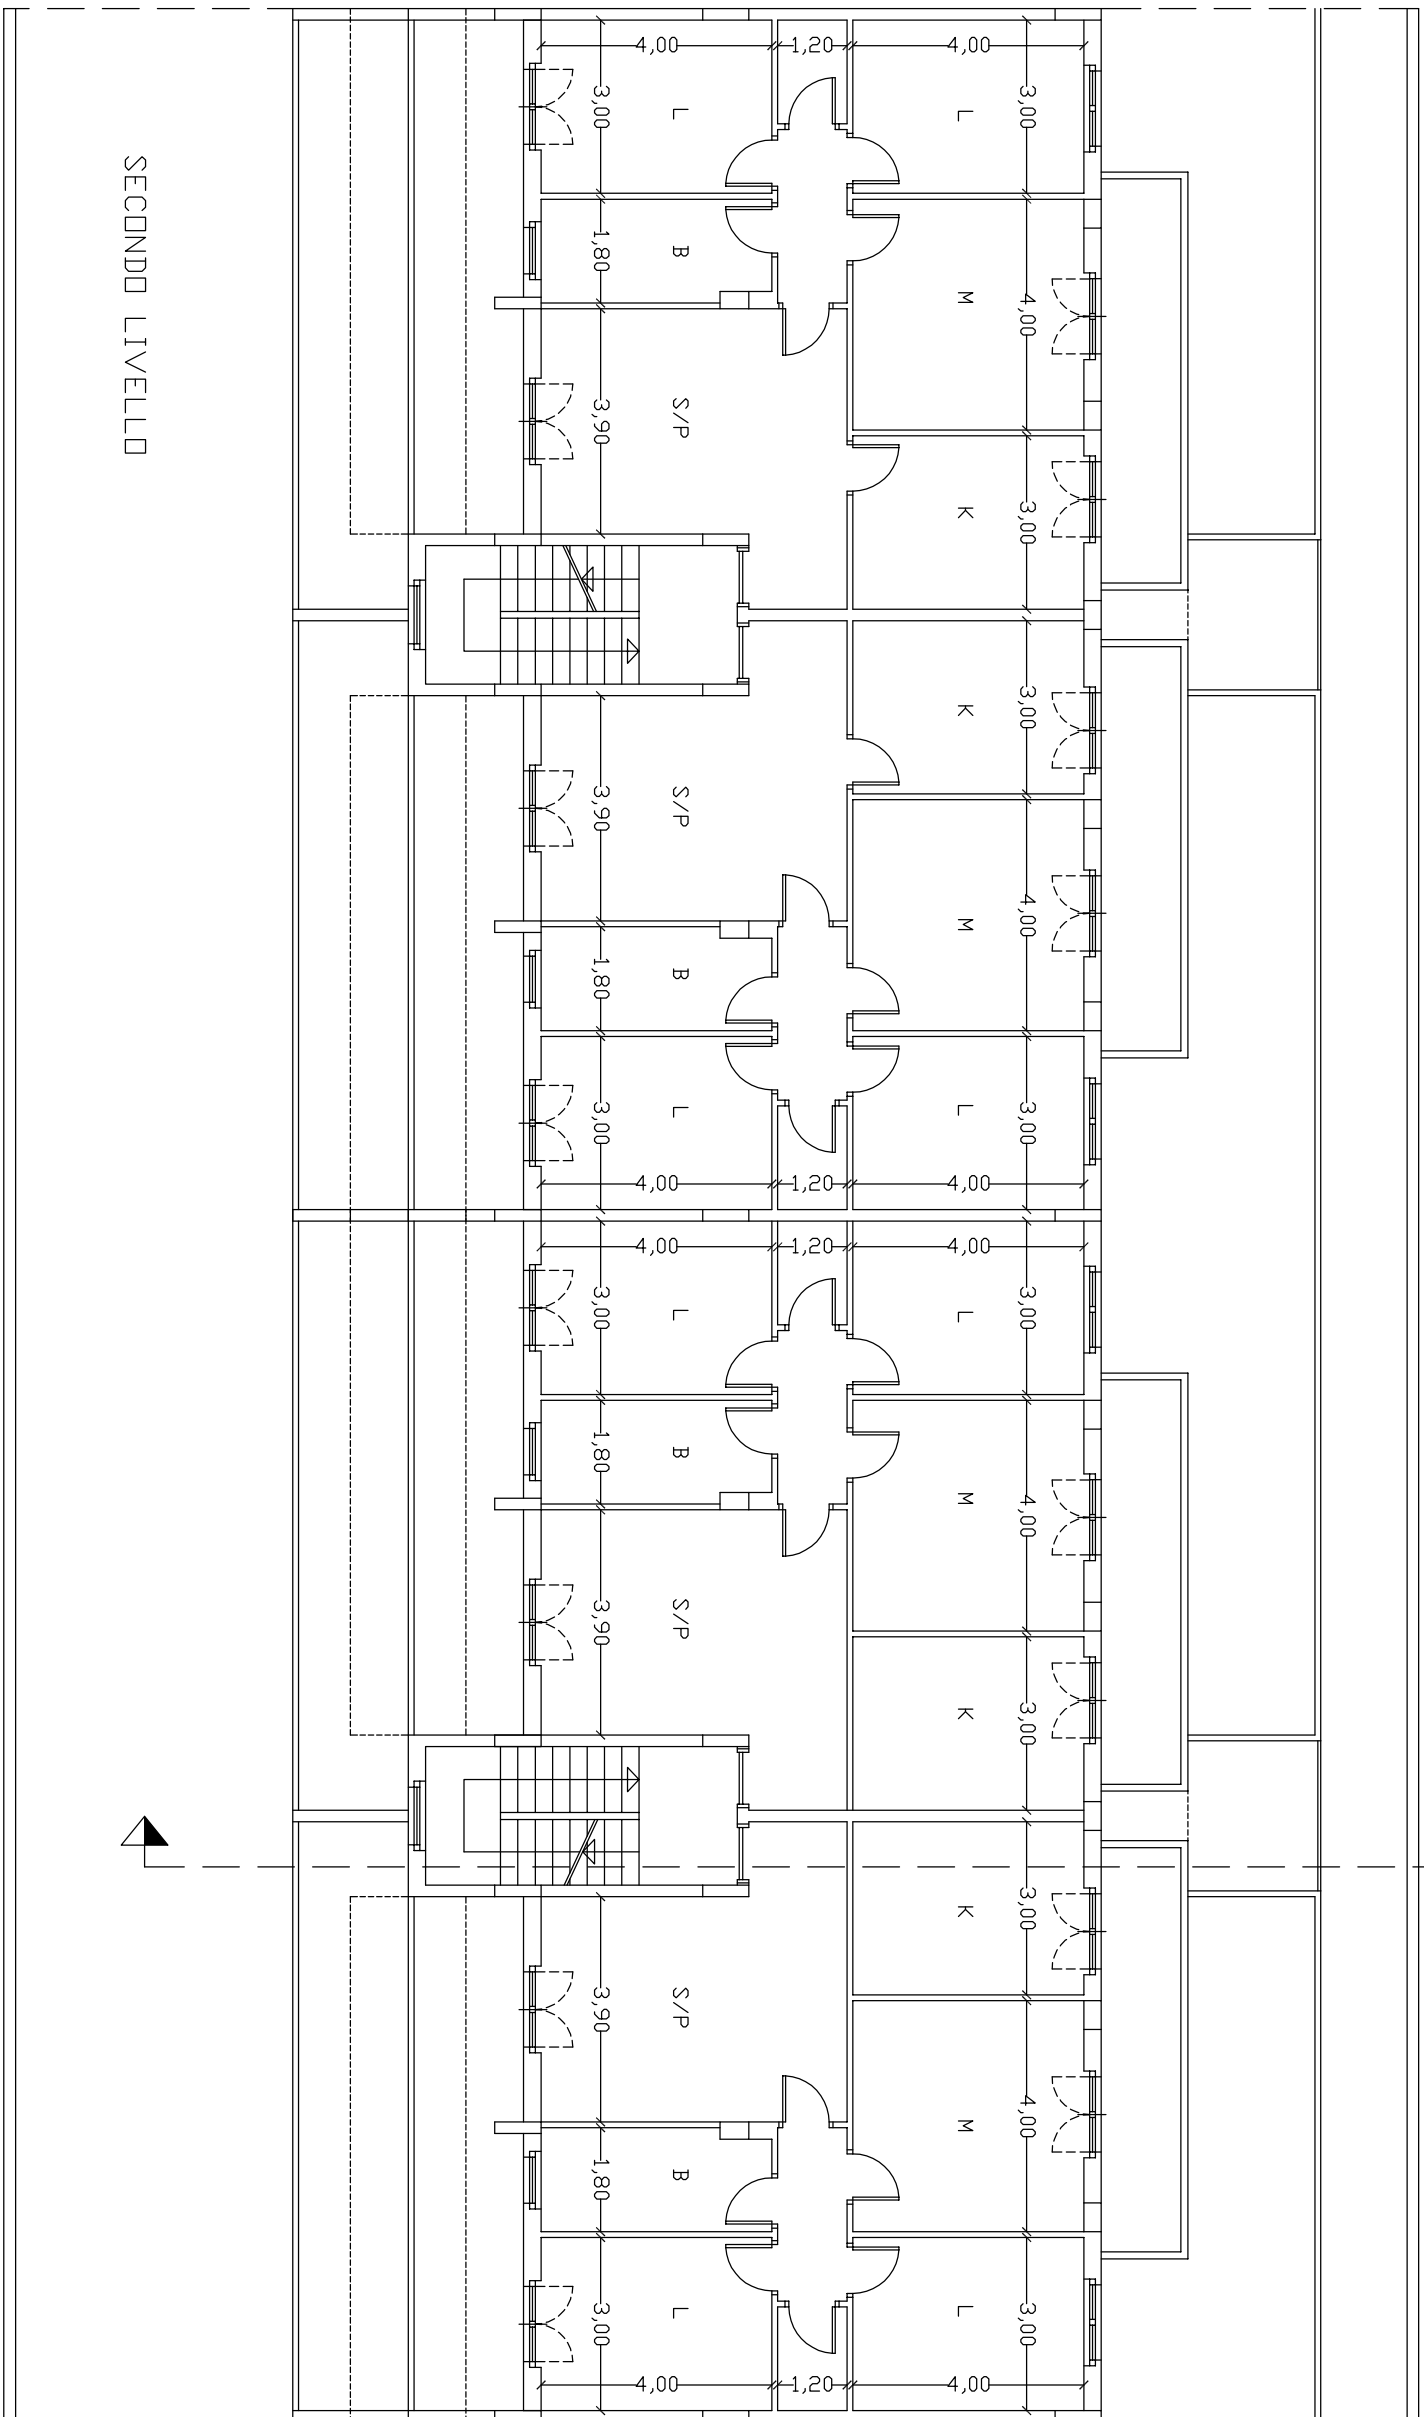 3,00 4,00 3,00 3,00 4,00 3,00 3,00 4,00 3,00 3,00 4,00 3,00
4,00 4,00 4,00 4,00
L M K K M L L M K K M L
1,20 1,20 1,20 1,20
L B S/P S/P B L L B S/P S/P B L
4,00 4,00 4,00 4,00
3,00 1,80 3,90 3,90 1,80 3,00 3,00 1,80 3,90 3,90 1,80 3,00
SECONDO LIVELLO